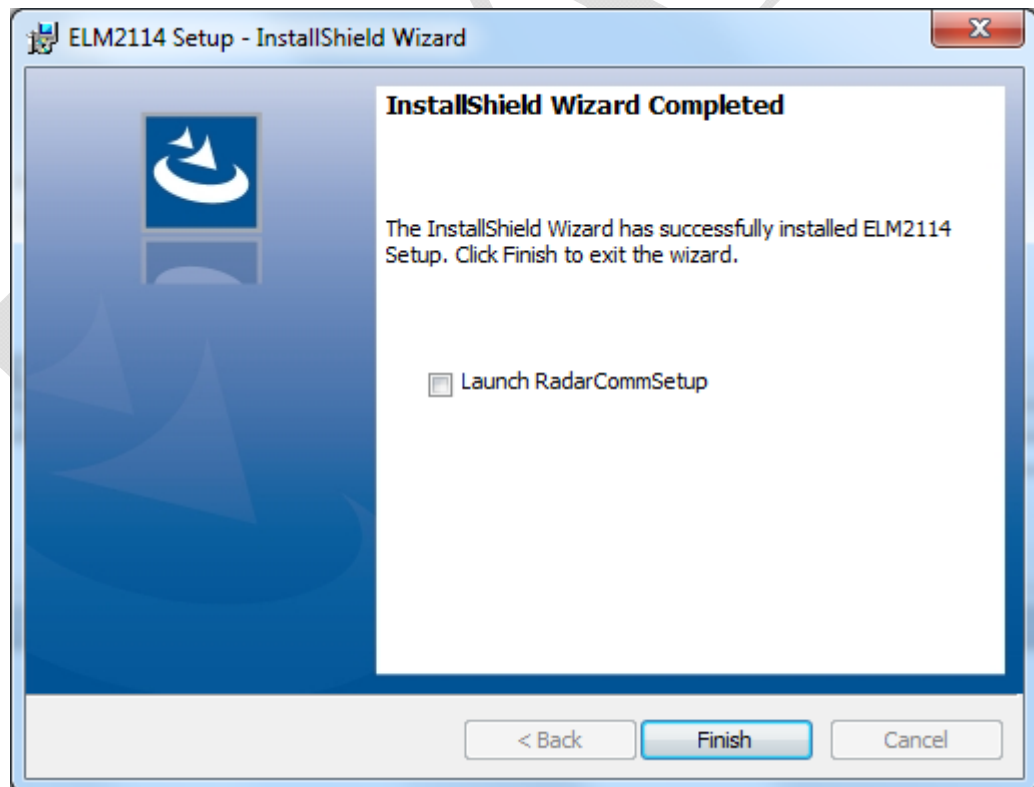 ELM2114 Setup - InstallShield Wizard
InstallShield Wizard Completed
The InstallShield Wizard has successfully installed ELM2114
Setup. Click Finish to exit the wizard.
Launch RadarCommSetup
< Back
Finish
Cancel